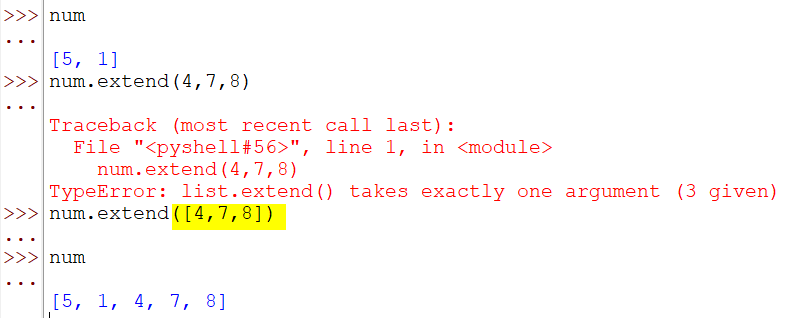 >>> num
...
[5, 1]
>>> num.extend(4,7,8)
...
Traceback (most recent call last):
  File "<pyshell#56>", line 1, in <module>
    num.extend(4,7,8)
TypeError: list.extend() takes exactly one argument (3 given)
>>> num.extend([4,7,8])
...
>>> num
...
[5, 1, 4, 7, 8]